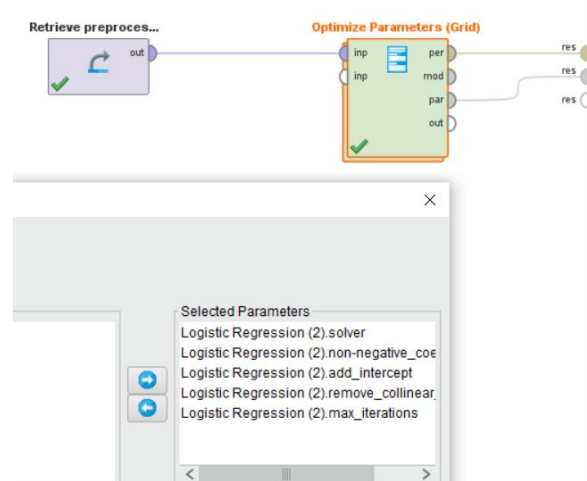 Retrieve preproces...
out
Optimize Parameters (Grid)
inp
inp
per
mod
par
out
res
res
res
Selected Parameters
Logistic Regression (2).solver
Logistic Regression (2).non-negative_coe
Logistic Regression (2).add_intercept
Logistic Regression (2).remove_collinear_
Logistic Regression (2).max_iterations